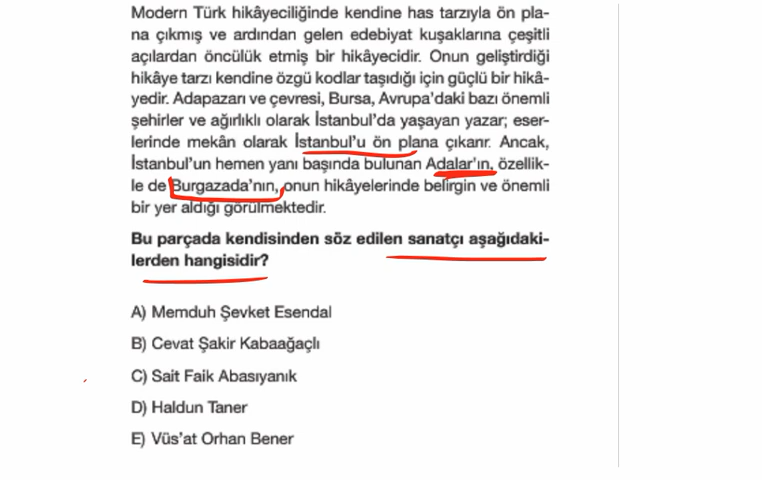 Modern Türk hikâyeciliğinde kendine has tarzıyla ön pla-
na çıkmış ve ardından gelen edebiyat kuşaklarına çeşitli
açılardan öncülük etmiş bir hikâyecidir. Onun geliştirdiği
hikâye tarzı kendine özgü kodlar taşıdığı için güçlü bir hikâ-
yedir. Adapazarı ve çevresi, Bursa, Avrupa'daki bazı önemli
şehirler ve ağırlıklı olarak İstanbul'da yaşayan yazar; eser-
lerinde mekân olarak İstanbul'u ön plana çıkarır. Ancak,
İstanbul'un hemen yanı başında bulunan Adalar'ın, özellik-
le de Burgazada'nın, onun hikâyelerinde belirgin ve önemli
bir yer aldığı görülmektedir.
Bu parçada kendisinden söz edilen sanatçı aşağıdaki-
lerden hangisidir?
A) Memduh Şevket Esendal
B) Cevat Şakir Kabaağaçlı
C) Sait Faik Abasıyanık
D) Haldun Taner
E) Vüs'at Orhan Bener